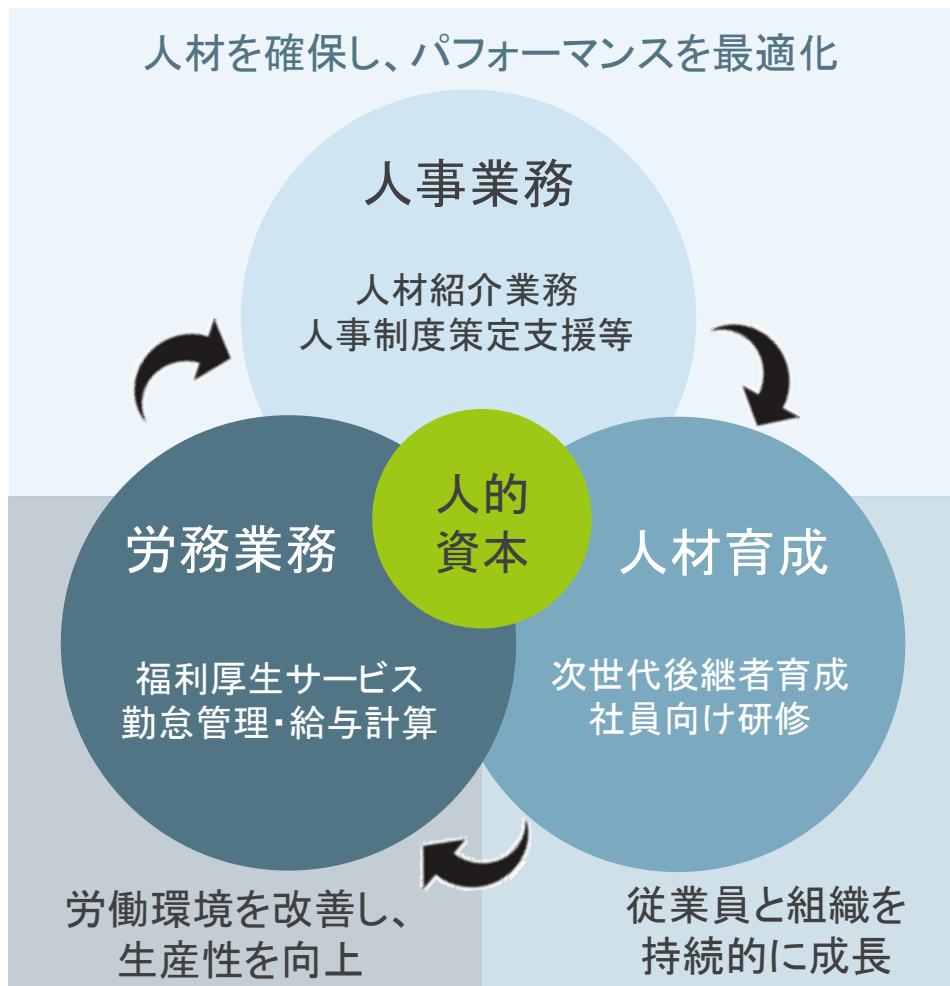 人材を確保し、パフォーマンスを最適化
人事業務
人材紹介業務
人事制度策定支援等
人的
資本
労務業務
福利厚生サービス
勤怠管理・給与計算
人材育成
次世代後継者育成
社員向け研修
労働環境を改善し、
生産性を向上
従業員と組織を
持続的に成長